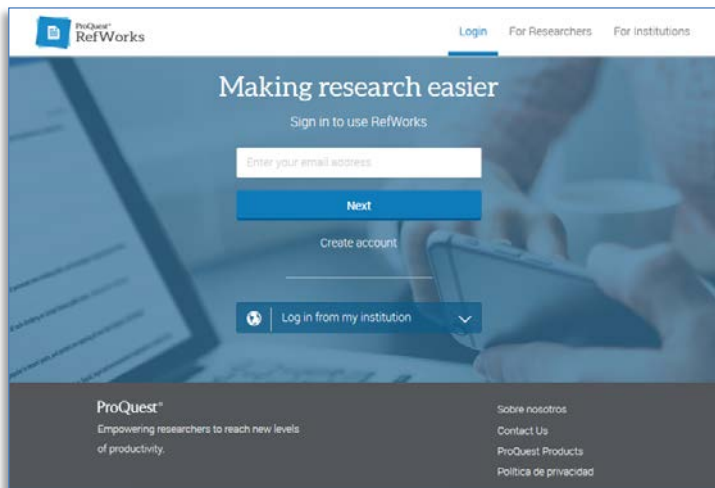 ProQuest®
RefWorks
Login For Researchers For Institutions
Making research easier
Sign in to use RefWorks
Enter your email address
Next
Create account
Log in from my institution
ProQuest®
Empowering researchers to reach new levels
of productivity.
Sobre nosotros
Contact Us
ProQuest Products
Política de privacidad